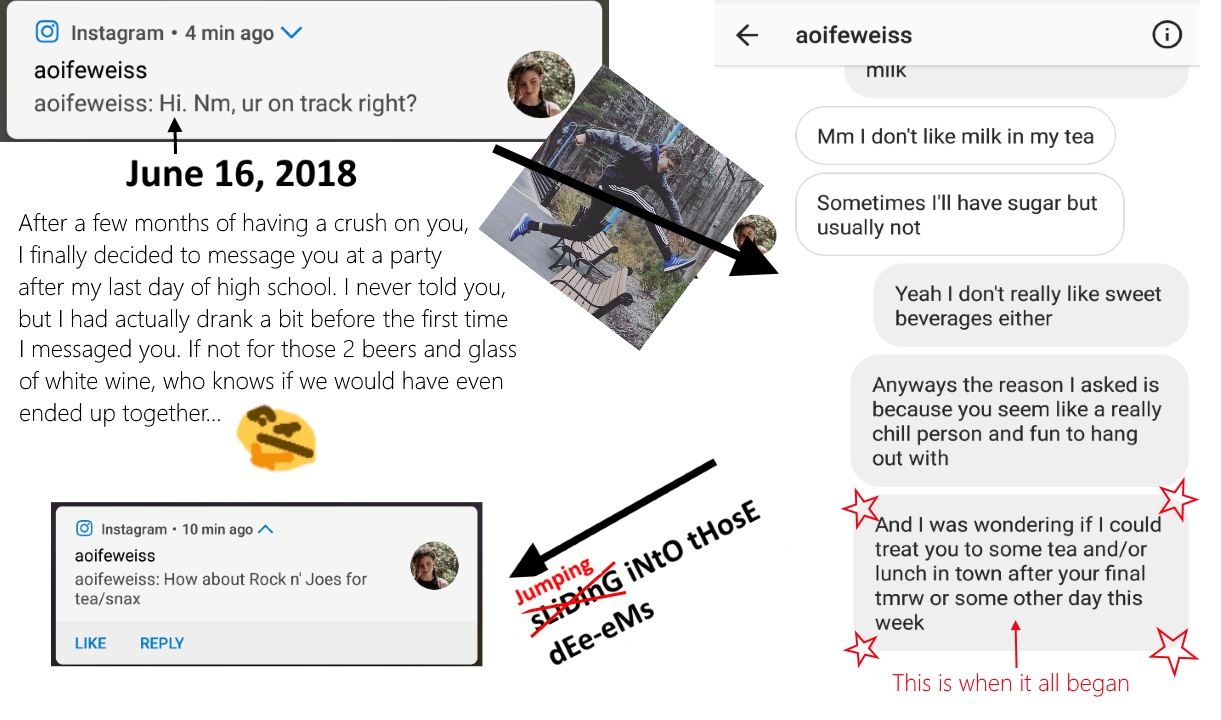 Instagram • 4 min ago
aoifeweiss
aoifeweiss: Hi. Nm, ur on track right?
June 16, 2018
After a few months of having a crush on you,
I finally decided to message you at a party
after my last day of high school. I never told you,
but I had actually drank a bit before the first time
I messaged you. If not for those 2 beers and glass
of white wine, who knows if we would have even
ended up together...
Instagram • 10 min ago
aoifeweiss
aoifeweiss: How about Rock n' Joes for
tea/snax
LIKE REPLY
Jumping
sLiDInG iNtO tHosE
dEe-eMs
aoifeweiss
milk
Mm I don't like milk in my tea
Sometimes I'll have sugar but
usually not
Yeah I don't really like sweet
beverages either
Anyways the reason I asked is
because you seem like a really
chill person and fun to hang
out with
And I was wondering if I could
treat you to some tea and/or
lunch in town after your final
tmrw or some other day this
week
This is when it all began